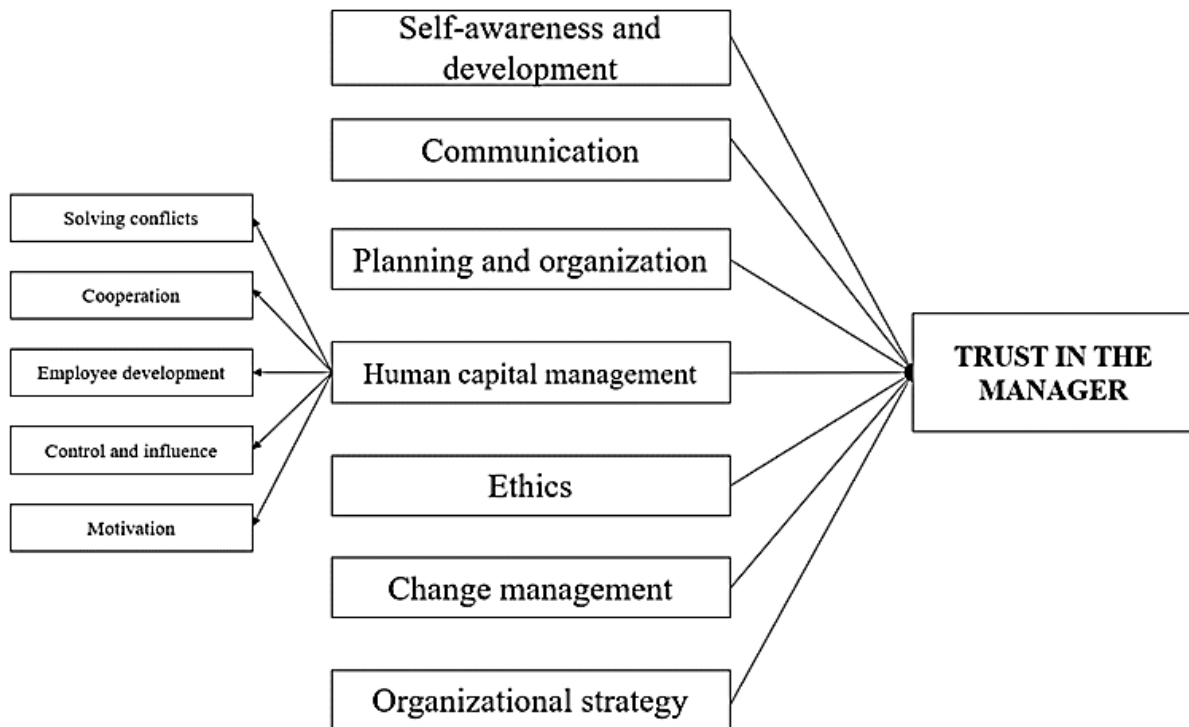 Self-awareness and
development
Communication
Planning and organization
Human capital management
Ethics
Change management
Organizational strategy
Solving conflicts
Cooperation
Employee development
Control and influence
Motivation
TRUST IN THE
MANAGER